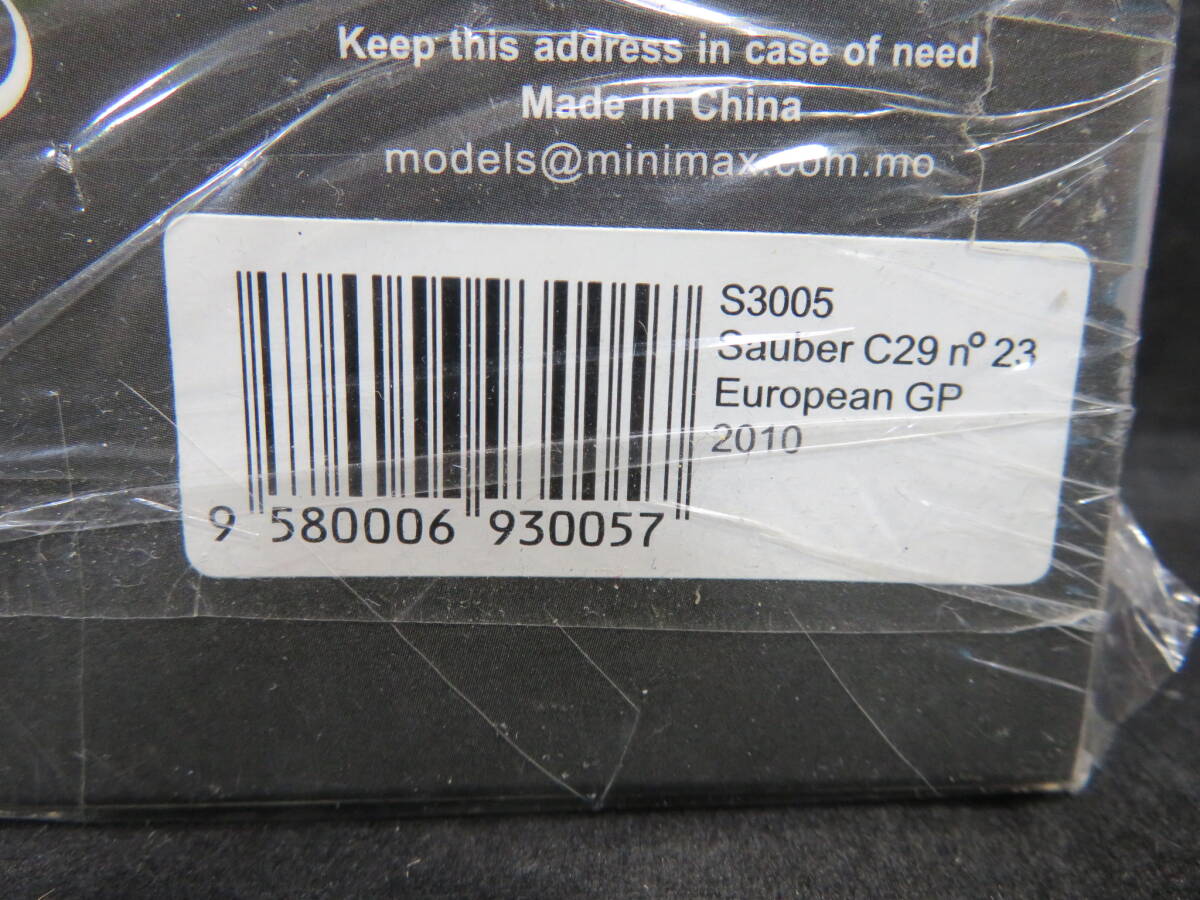 Keep this address in case of need
Made in China
models@minimax.com.mo
S3005
Sauber C29 nº 23
European GP
2010
9 580006 930057